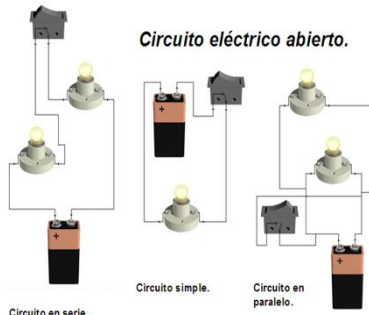 Circuito eléctrico abierto.
Circuito simple.
Circuito en
paralelo.
Circuito en serie
+
+
+